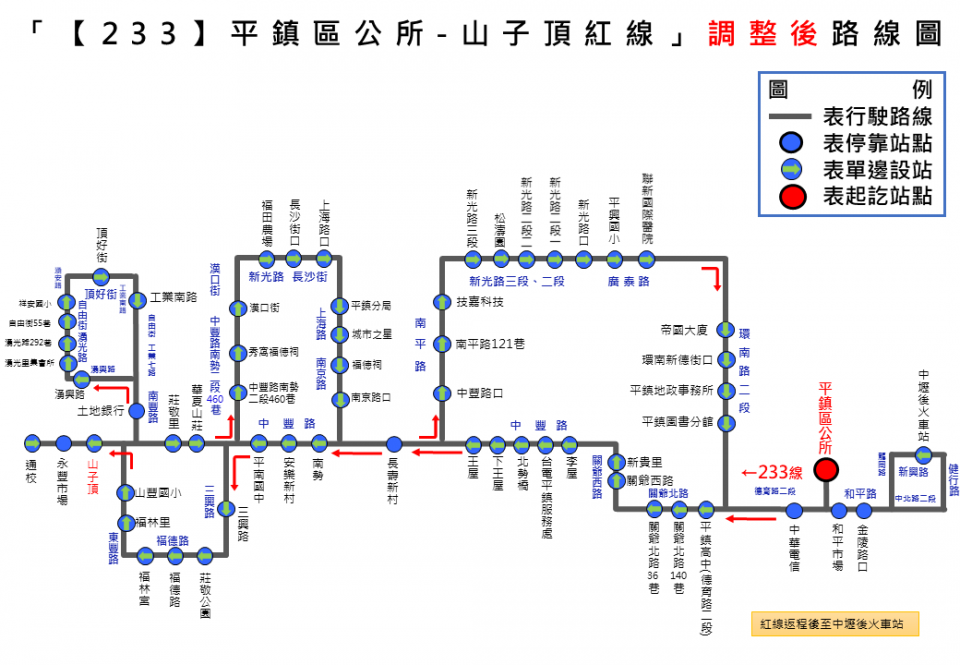 「【233】平鎮區公所-山子頂紅線」調整後路線圖
圖 例
表行駛路線
表停靠站點
表單邊設站
表起訖站點
頂好街
頂好街
工業南路
工業南路
祥安國小
自由街55巷
湧光路292巷
湧光里集會所
自由街
湧光路
湧興路
湧興路
自由街
工業七路
土地銀行
南豐路
莊敬里
華夏山莊
通校
永豐市場
山子頂
山豐國小
福林里
東豐路
福德路
福林宮
福德路
莊敬公園
三興路
三興路
福田農場
長沙街口
上海路口
新光路
長沙街
漢口街
漢口街
秀窩福德祠
中豐路南勢二段460巷
中豐路南勢
二段460巷
平鎮分局
城市之星
福德祠
南京路口
上海路
南京路
中豐路
平南國中
安樂新村
南勢
長壽新村
新光路三段
松濤園
新光路二段二
新光路二段一
新光路口
平興國小
聯新國際醫院
新光路三段、二段
廣泰路
技嘉科技
南平路121巷
中豐路口
南平路
帝國大廈
環南新德街口
平鎮地政事務所
平鎮圖書分館
環南路二段
中豐路
王屋
下王屋
北勢橋
台電平鎮服務處
李屋
關爺西路
新貴里
關爺西路
關爺北路
關爺北路36巷
關爺北路140巷
平鎮高中(德育路二段)
←233線
德育路二段
平鎮區公所
中華電信
和平市場
金陵路口
和平路
中壢後火車站
新興路
中北路二段
健行路
紅線返程後至中壢後火車站